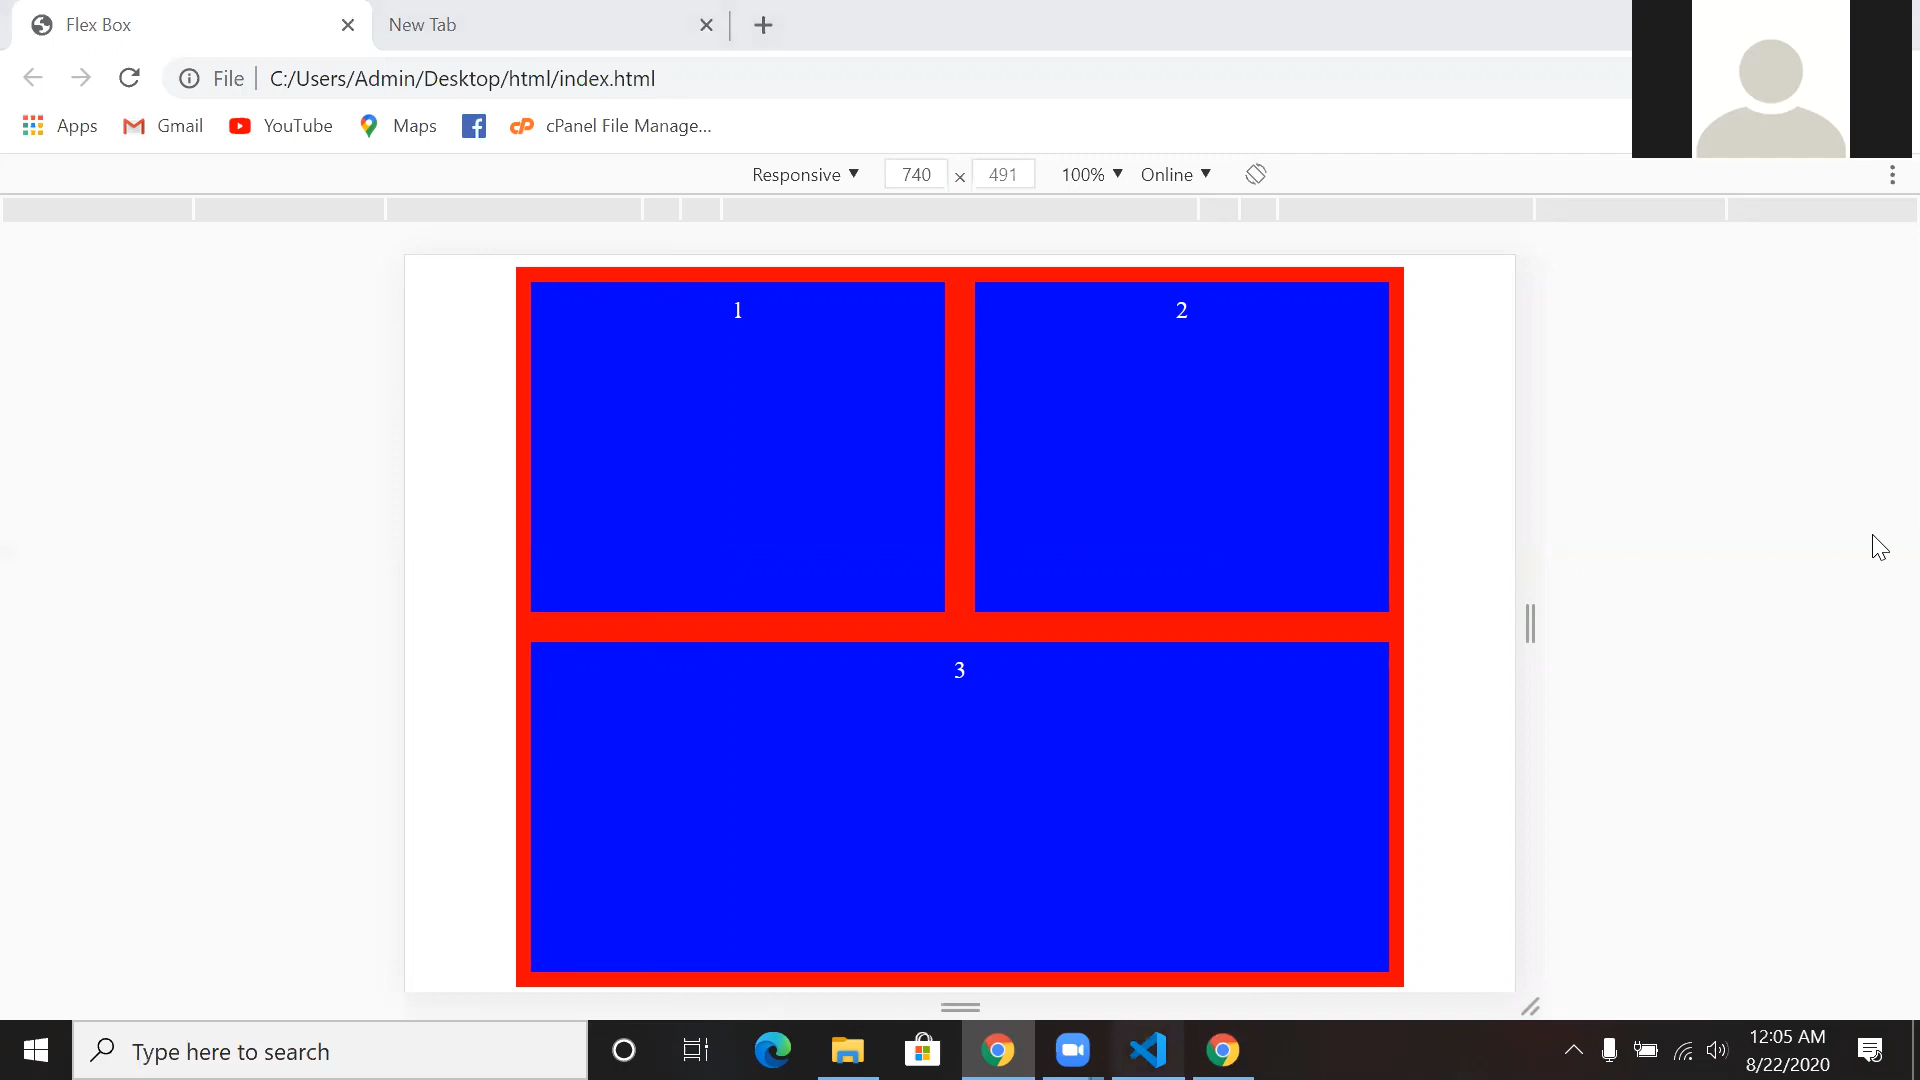 Flex Box
New Tab
File
C:/Users/Admin/Desktop/html/index.html
Apps
Gmail
YouTube
Maps
cPanel File Manage...
Responsive
740 × 491
100%
Online
1
2
3
Type here to search
12:05 AM
8/22/2020